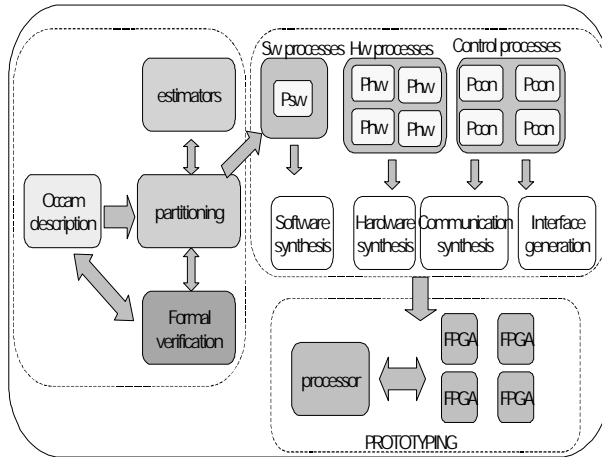 Sw processes
Hw processes
Control processes
estimators
Psw
Phw
Phw
Phw
Phw
Pcon
Pcon
Pcon
Pcon
Occam
description
partitioning
Software
synthesis
Hardware
synthesis
Communication
synthesis
Interface
generation
Formal
verification
processor
FPGA
FPGA
FPGA
FPGA
PROTOTYPING